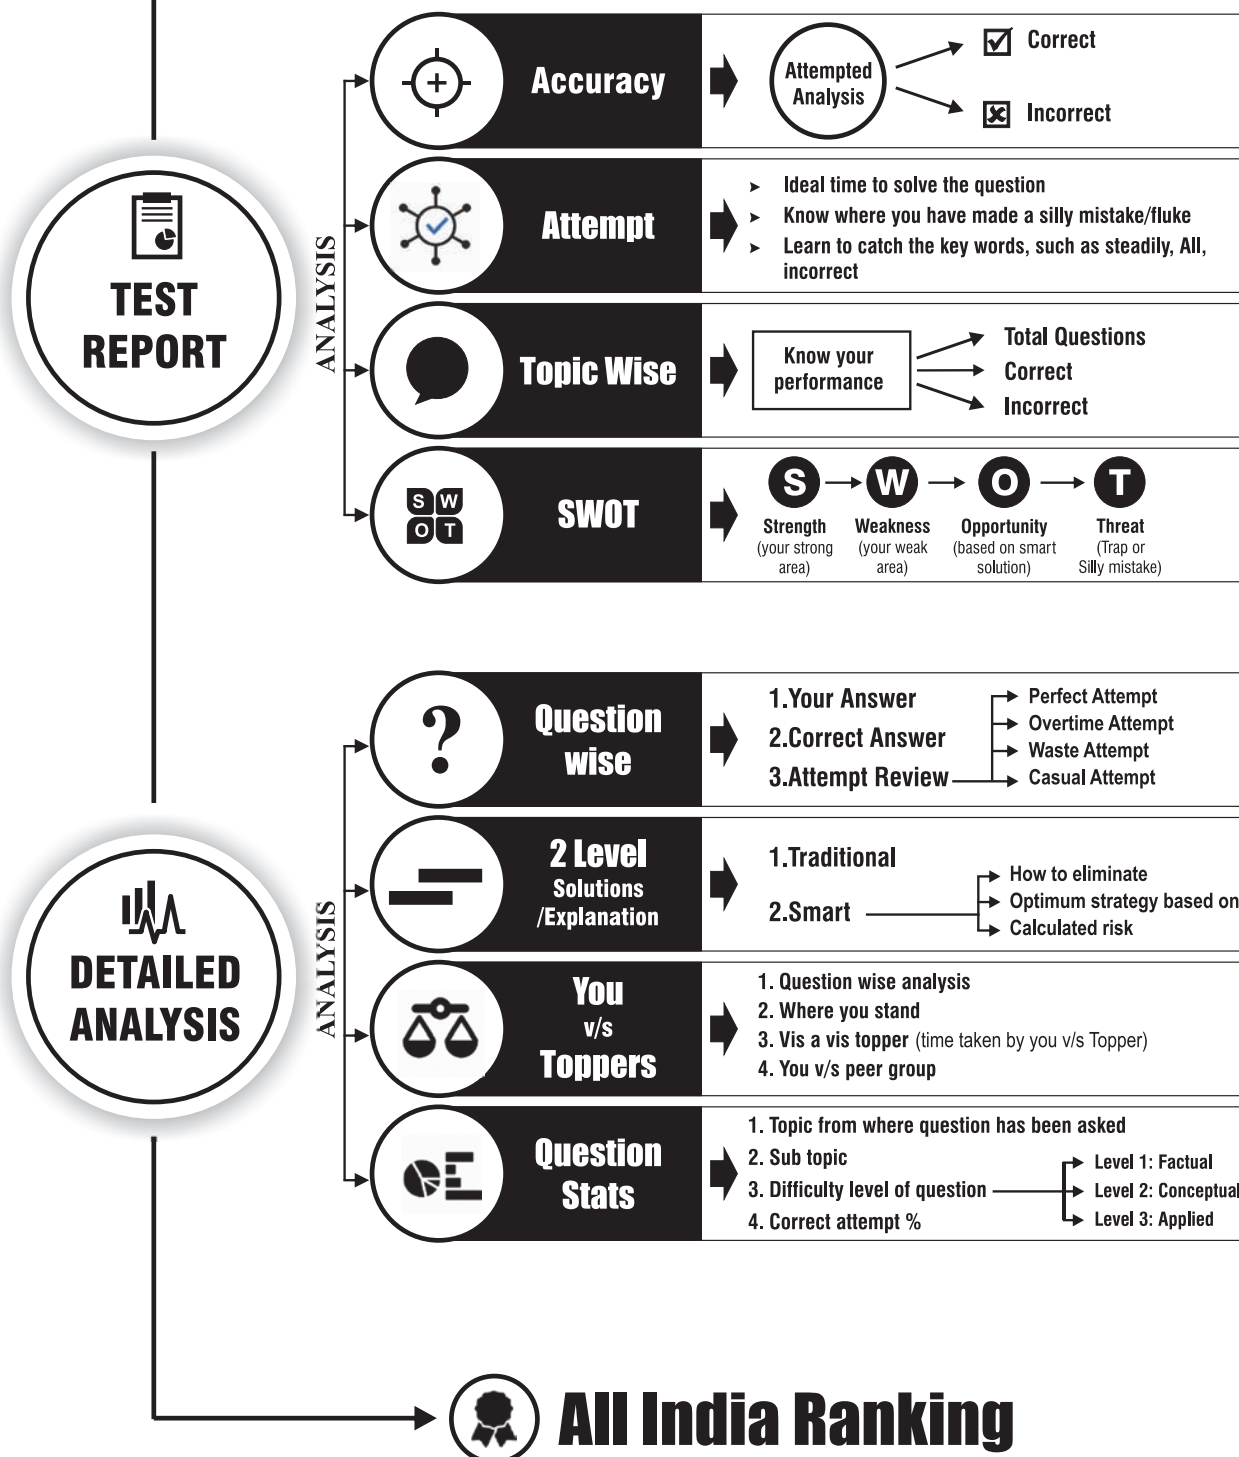 TEST
REPORT
ANALYSIS
Accuracy
Attempted
Analysis
Correct
Incorrect
Attempt
➤ Ideal time to solve the question
➤ Know where you have made a silly mistake/fluke
➤ Learn to catch the key words, such as steadily, All,
incorrect
Topic Wise
Know your
performance
Total Questions
Correct
Incorrect
S W
O T
SWOT
S W O T
Strength
(your strong
area)
Weakness
(your weak
area)
Opportunity
(based on smart
solution)
Threat
(Trap or
Silly mistake)
DETAILED
ANALYSIS
ANALYSIS
?
Question
wise
1.Your Answer
2.Correct Answer
3.Attempt Review
Perfect Attempt
Overtime Attempt
Waste Attempt
Casual Attempt
2 Level
Solutions
/Explanation
1.Traditional
2.Smart
How to eliminate
Optimum strategy based on
Calculated risk
You
v/s
Toppers
1. Question wise analysis
2. Where you stand
3. Vis a vis topper (time taken by you v/s Topper)
4. You v/s peer group
Question
Stats
1. Topic from where question has been asked
2. Sub topic
3. Difficulty level of question
4. Correct attempt %
Level 1: Factual
Level 2: Conceptual
Level 3: Applied
All India Ranking